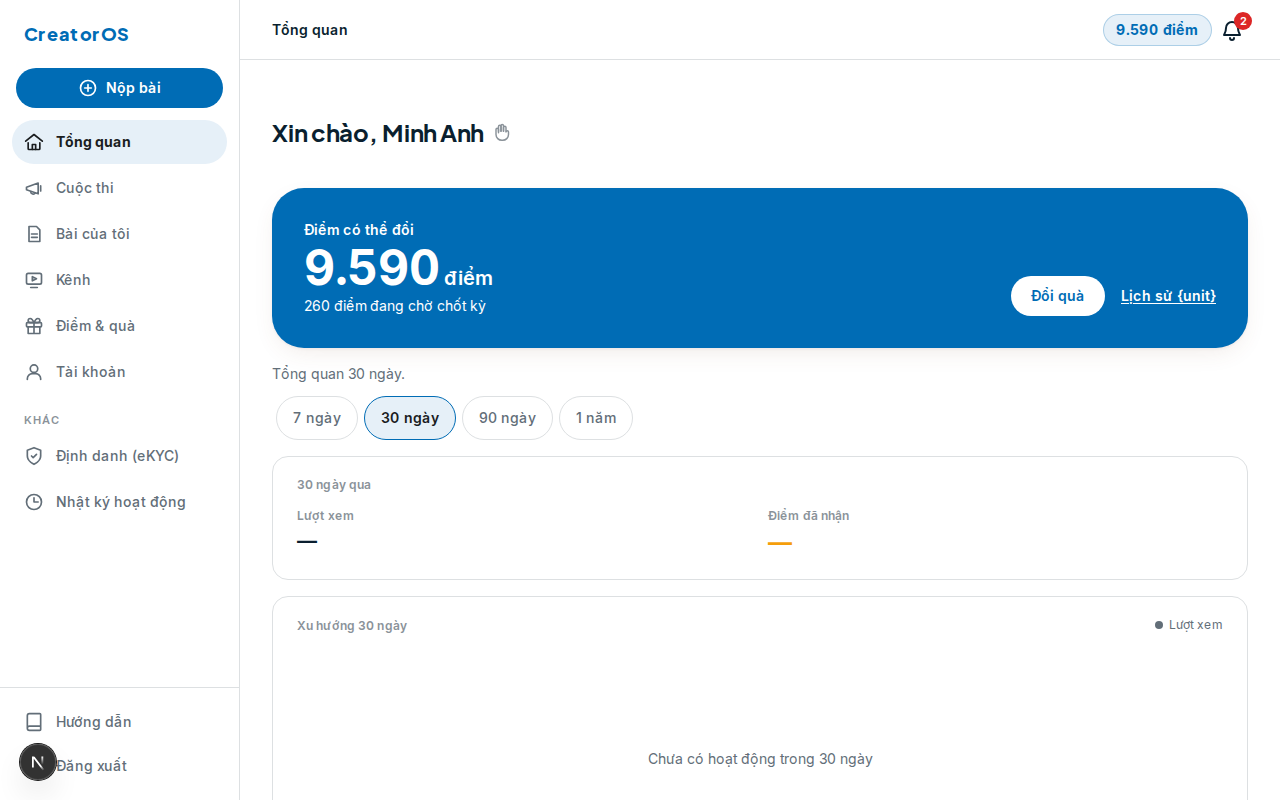 CreatorOS
Nộp bài
Tổng quan
Cuộc thi
Bài của tôi
Kênh
Điểm & quà
Tài khoản
KHÁC
Định danh (eKYC)
Nhật ký hoạt động
Hướng dẫn
Đăng xuất
N
Tổng quan
9.590 điểm
2
Xin chào, Minh Anh
Điểm có thể đổi
9.590 điểm
260 điểm đang chờ chốt kỳ
Đổi quà
Lịch sử {unit}
Tổng quan 30 ngày.
7 ngày
30 ngày
90 ngày
1 năm
30 ngày qua
Lượt xem
Điểm đã nhận
—
—
Xu hướng 30 ngày
Lượt xem
Chưa có hoạt động trong 30 ngày